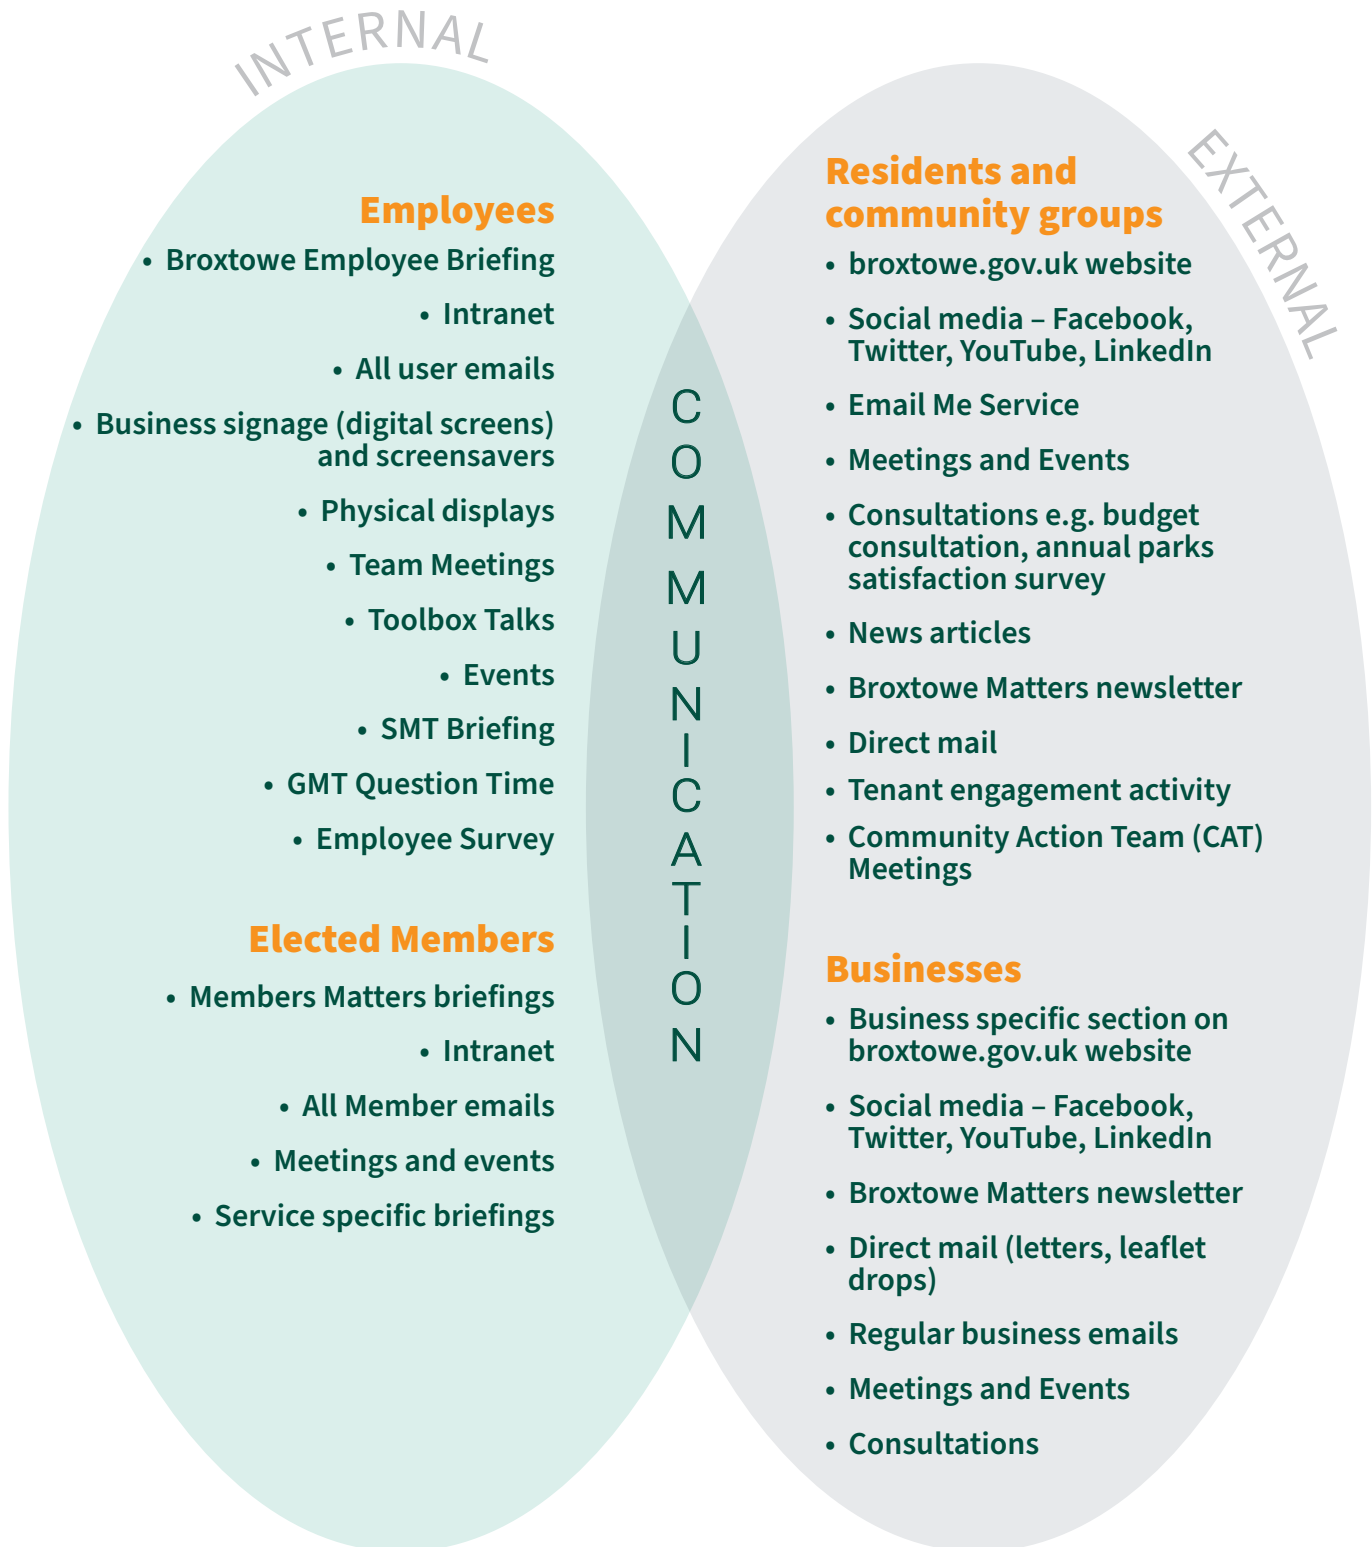 INTERNAL
Employees
• Broxtowe Employee Briefing
• Intranet
• All user emails
• Business signage (digital screens)
and screensavers
• Physical displays
• Team Meetings
• Toolbox Talks
• Events
• SMT Briefing
• GMT Question Time
• Employee Survey
Elected Members
• Members Matters briefings
• Intranet
• All Member emails
• Meetings and events
• Service specific briefings
COMMUNICATION
EXTERNAL
Residents and
community groups
• broxtowe.gov.uk website
• Social media – Facebook,
Twitter, YouTube, LinkedIn
• Email Me Service
• Meetings and Events
• Consultations e.g. budget
consultation, annual parks
satisfaction survey
• News articles
• Broxtowe Matters newsletter
• Direct mail
• Tenant engagement activity
• Community Action Team (CAT)
Meetings
Businesses
• Business specific section on
broxtowe.gov.uk website
• Social media – Facebook,
Twitter, YouTube, LinkedIn
• Broxtowe Matters newsletter
• Direct mail (letters, leaflet
drops)
• Regular business emails
• Meetings and Events
• Consultations